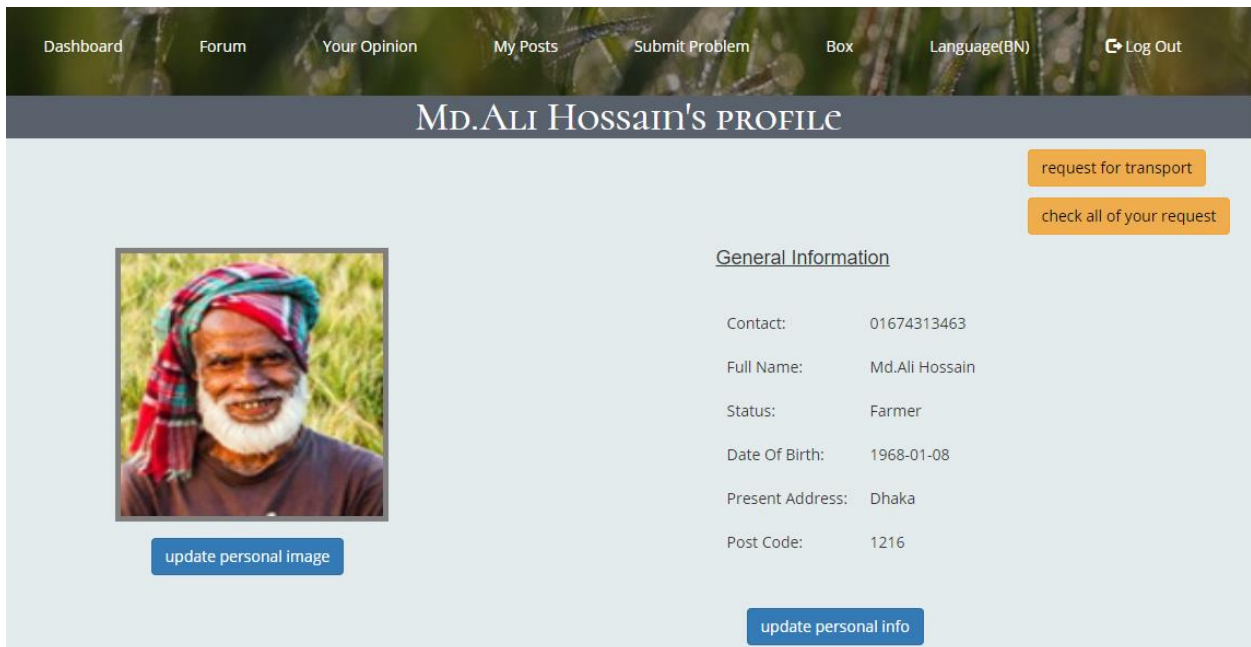 Dashboard Forum Your Opinion My Posts Submit Problem Box Language(BN) Log Out
Md.Ali Hossain's profile
request for transport
check all of your request
General Information
Contact: 01674313463
Full Name: Md.Ali Hossain
Status: Farmer
Date Of Birth: 1968-01-08
Present Address: Dhaka
Post Code: 1216
update personal image
update personal info